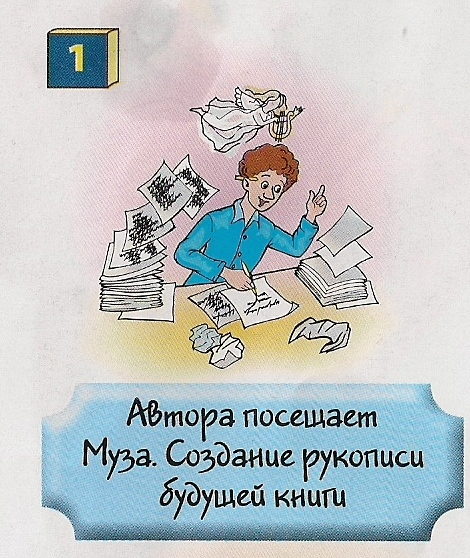 1
Автора посещает
Муза. Создание рукописи
будущей книги